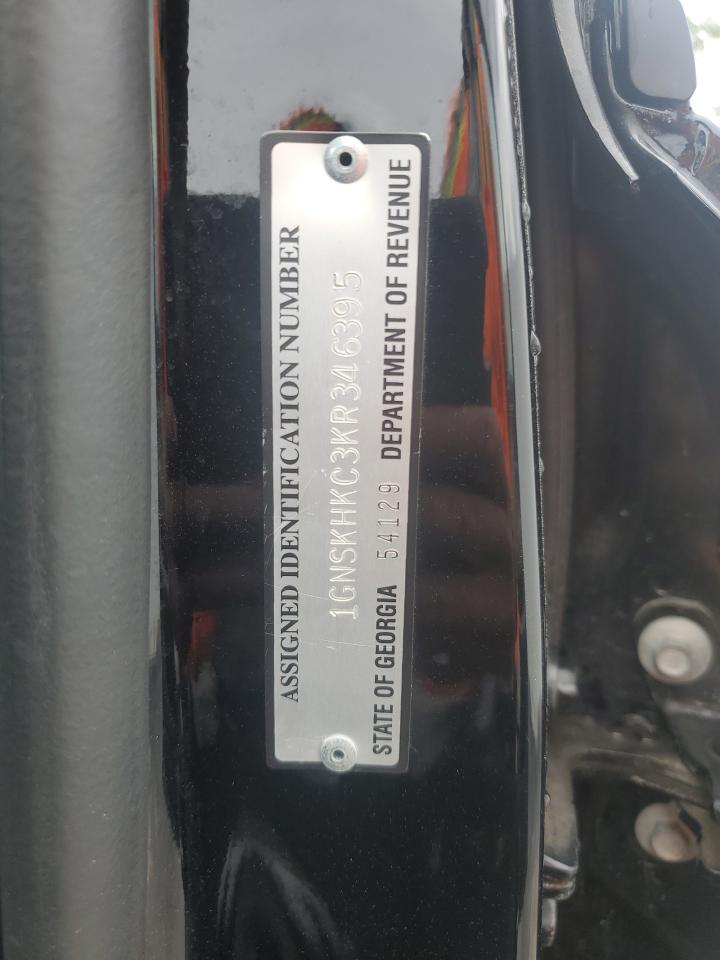 ASSIGNED IDENTIFICATION NUMBER
1GNSKHKC3KR346395
STATE OF GEORGIA 54129 DEPARTMENT OF REVENUE